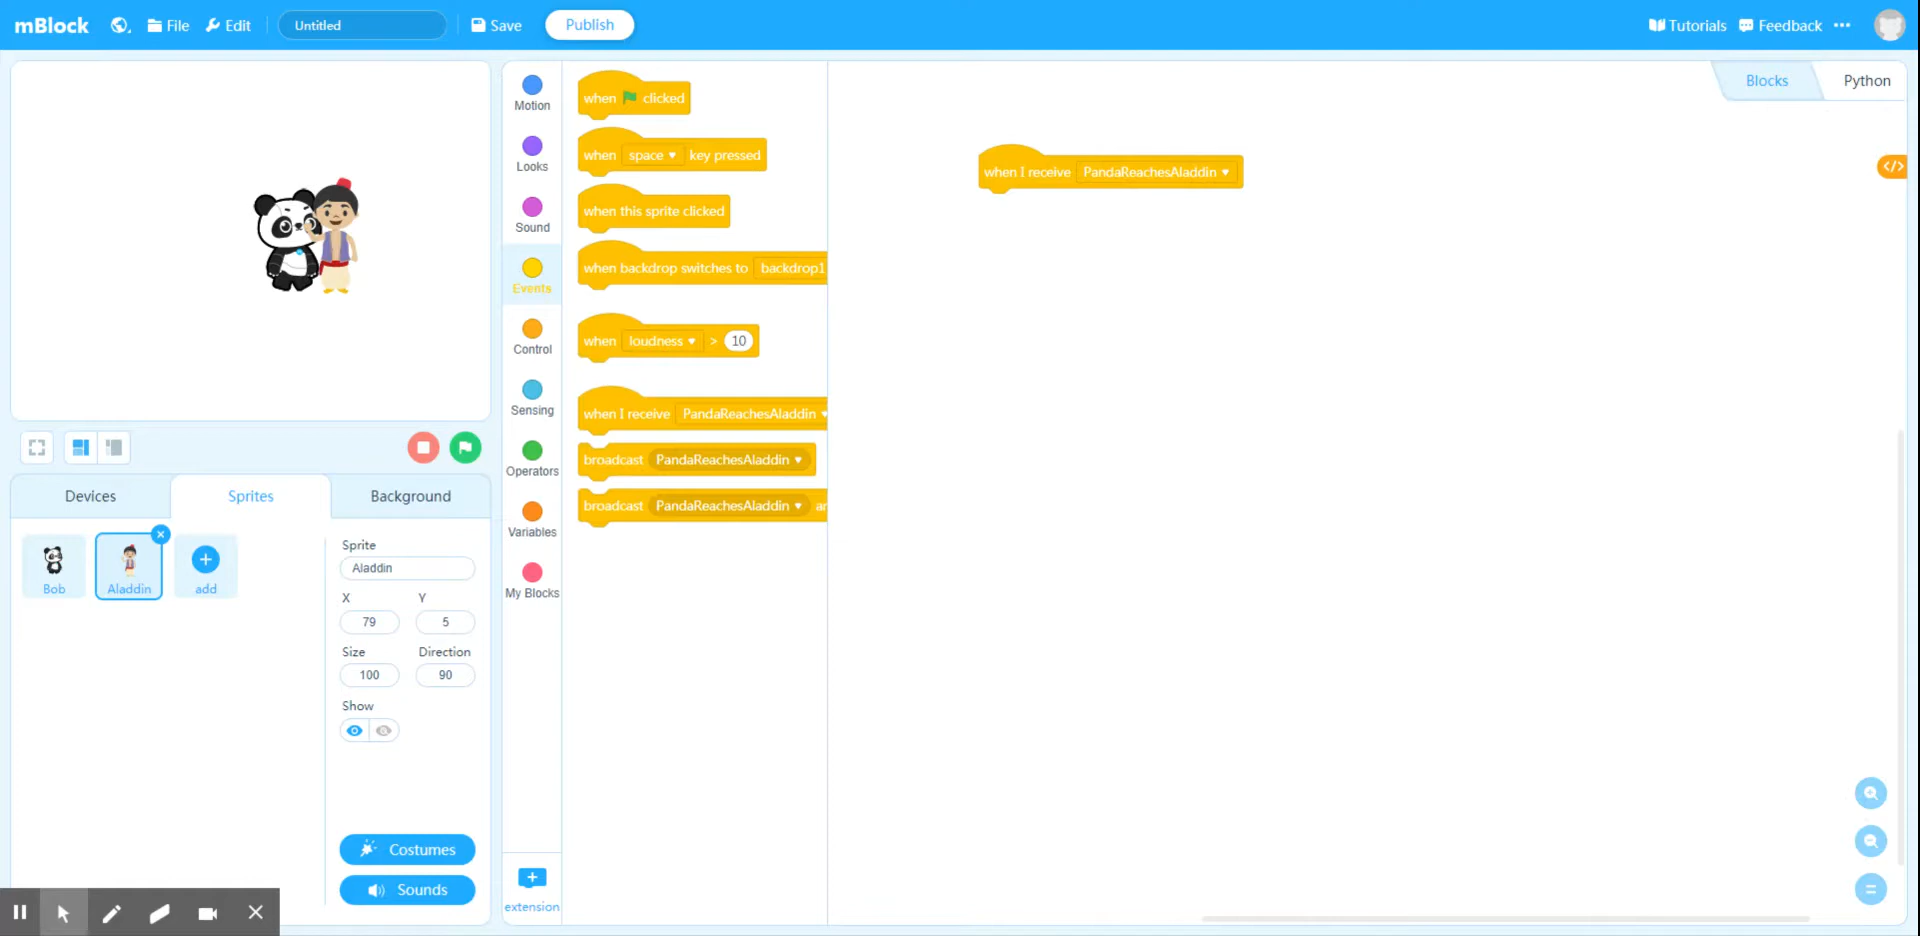 mBlock File Edit Untitled Save Publish Tutorials Feedback
Blocks Python
Motion
Looks
Sound
Events
Control
Sensing
Operators
Variables
My Blocks
extension
when clicked
when space key pressed
when this sprite clicked
when backdrop switches to backdrop1
when loudness > 10
when I receive PandaReachesAladdin
broadcast PandaReachesAladdin
broadcast PandaReachesAladdin ar
when I receive PandaReachesAladdin
</>
Devices Sprites Background
Bob Aladdin add
Sprite
Aladdin
X Y
79 5
Size Direction
100 90
Show
Costumes
Sounds